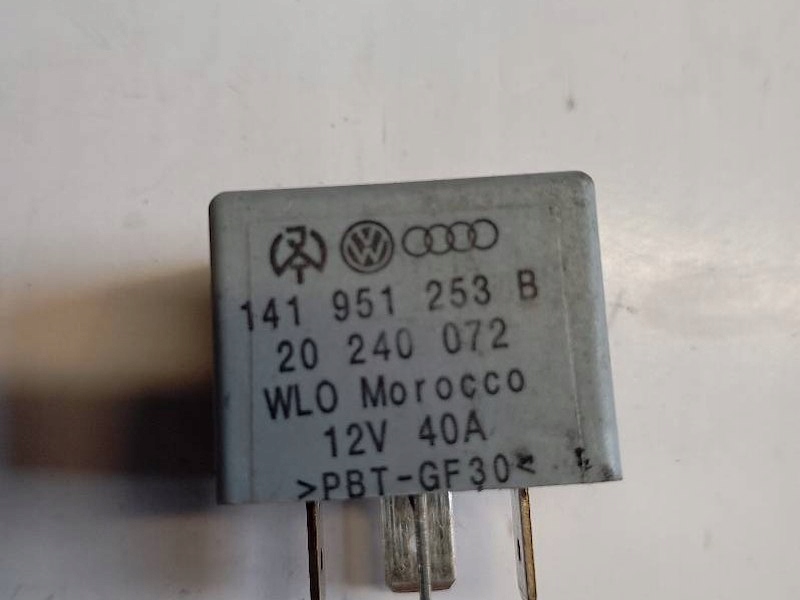 141 951 253 B
20 240 072
WLO Morocco
12V 40A
>PBT-GF30<